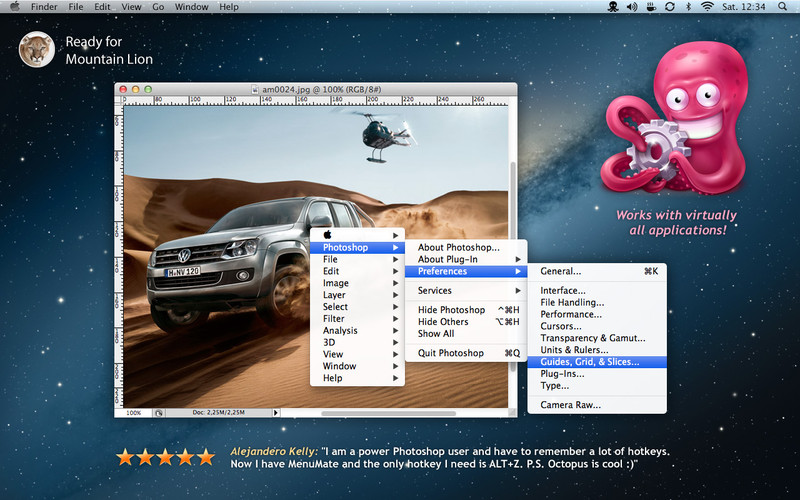 Finder File Edit View Go Window Help Sat. 12:34
Ready for
Mountain Lion
am0024.jpg @ 100% (RGB/8#)
80 100 120 140 160 180 200 220 240 260
H·NV 120
Works with virtually
all applications!
Photoshop
File
Edit
Image
Layer
Select
Filter
Analysis
3D
View
Window
Help
About Photoshop...
About Plug-In
Preferences
Services
Hide Photoshop ^⌘H
Hide Others ⌥⌘H
Show All
Quit Photoshop ⌘Q
General... ⌘K
Interface...
File Handling...
Performance...
Cursors...
Transparency & Gamut...
Units & Rulers...
Guides, Grid, & Slices...
Plug-Ins...
Type...
Camera Raw...
100% Doc: 2,25M/2,25M
Alejandero Kelly: "I am a power Photoshop user and have to remember a lot of hotkeys.
Now I have MenuMate and the only hotkey I need is ALT+Z. P.S. Octopus is cool :)"